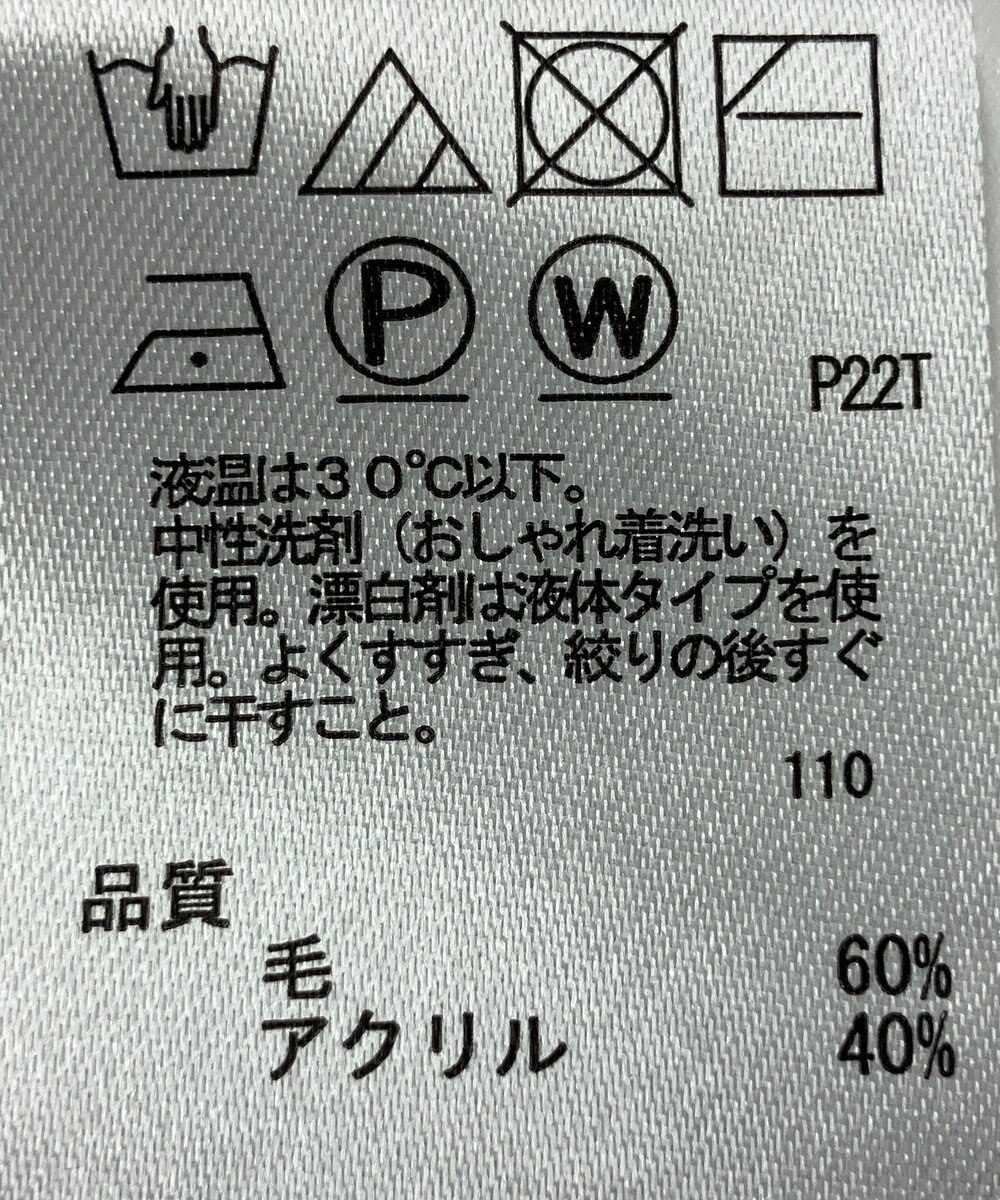 P
W
P22T
液温は30℃以下。
中性洗剤(おしゃれ着洗い)を
使用。漂白剤は液体タイプを使
用。よくすすぎ、絞りの後すぐ
に干すこと。
110
品質
毛 60%
アクリル 40%